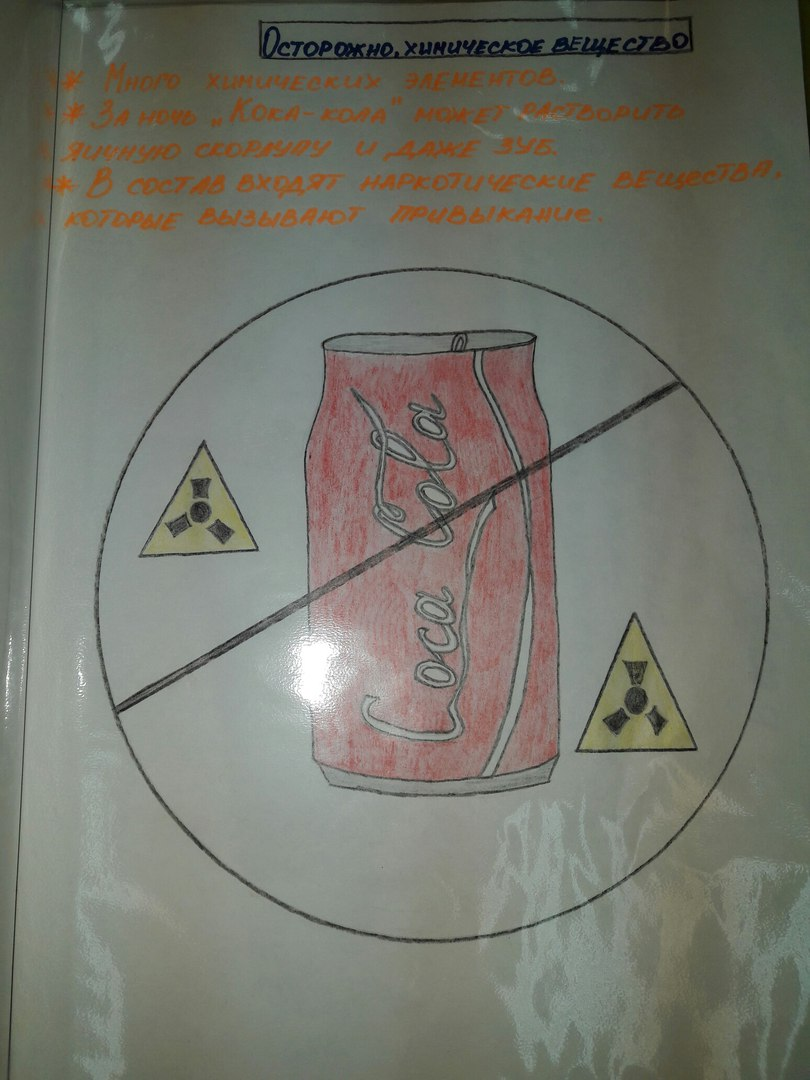 Осторожно, химическое вещество
* Много химических элементов.
* За ночь „Кока-кола" может растворить
яичную скорлупу и даже зуб.
* В состав входят наркотические вещества,
которые вызывают привыкание.
Coca Cola